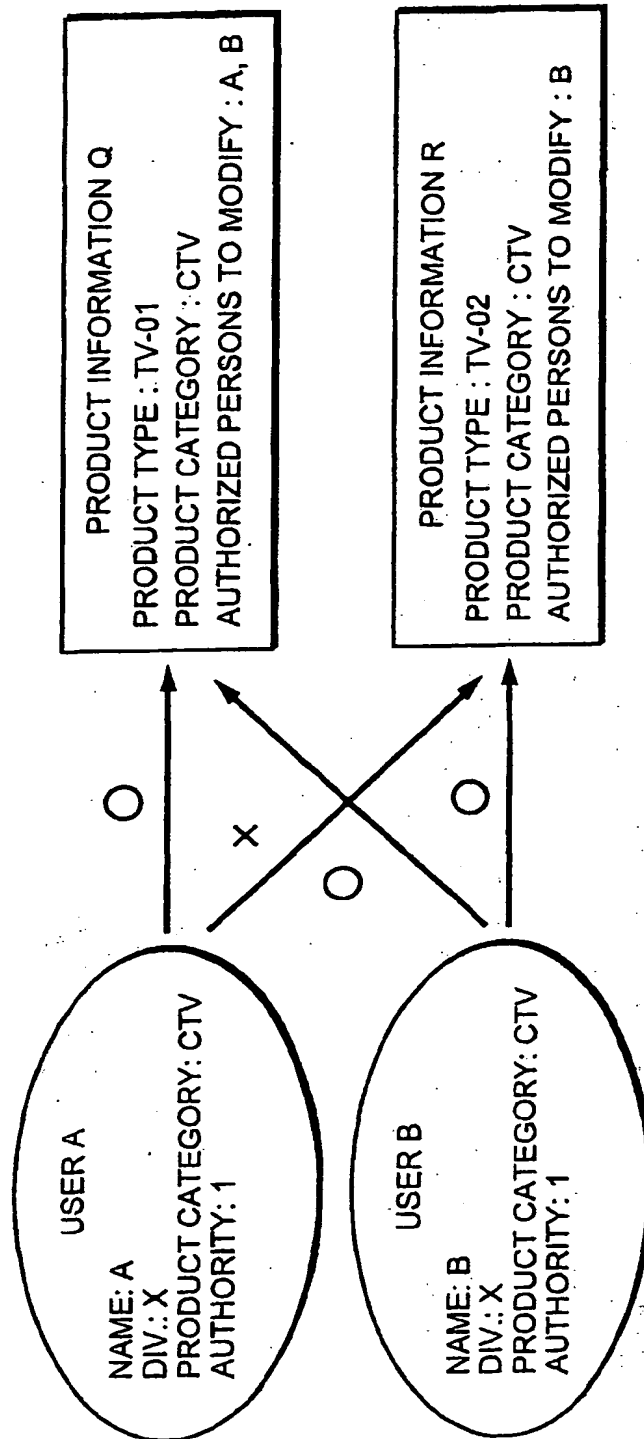 USER A
NAME: A
DIV.: X
PRODUCT CATEGORY: CTV
AUTHORITY: 1
PRODUCT INFORMATION Q
PRODUCT TYPE : TV-01
PRODUCT CATEGORY : CTV
AUTHORIZED PERSONS TO MODIFY : A, B
O
X
O
O
USER B
NAME: B
DIV.: X
PRODUCT CATEGORY: CTV
AUTHORITY: 1
PRODUCT INFORMATION R
PRODUCT TYPE : TV-02
PRODUCT CATEGORY : CTV
AUTHORIZED PERSONS TO MODIFY : B